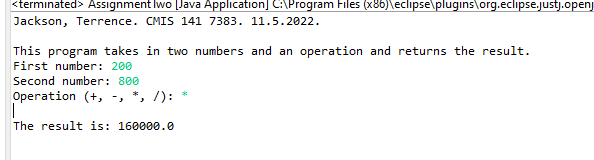 <terminated> AssignmentTwo [Java Application] C:\Program Files (x86)\eclipse\plugins\org.eclipse.justj.openj
Jackson, Terrence. CMIS 141 7383. 11.5.2022.
This program takes in two numbers and an operation and returns the result.
First number: 200
Second number: 800
Operation (+, -, *, /): *
The result is: 160000.0